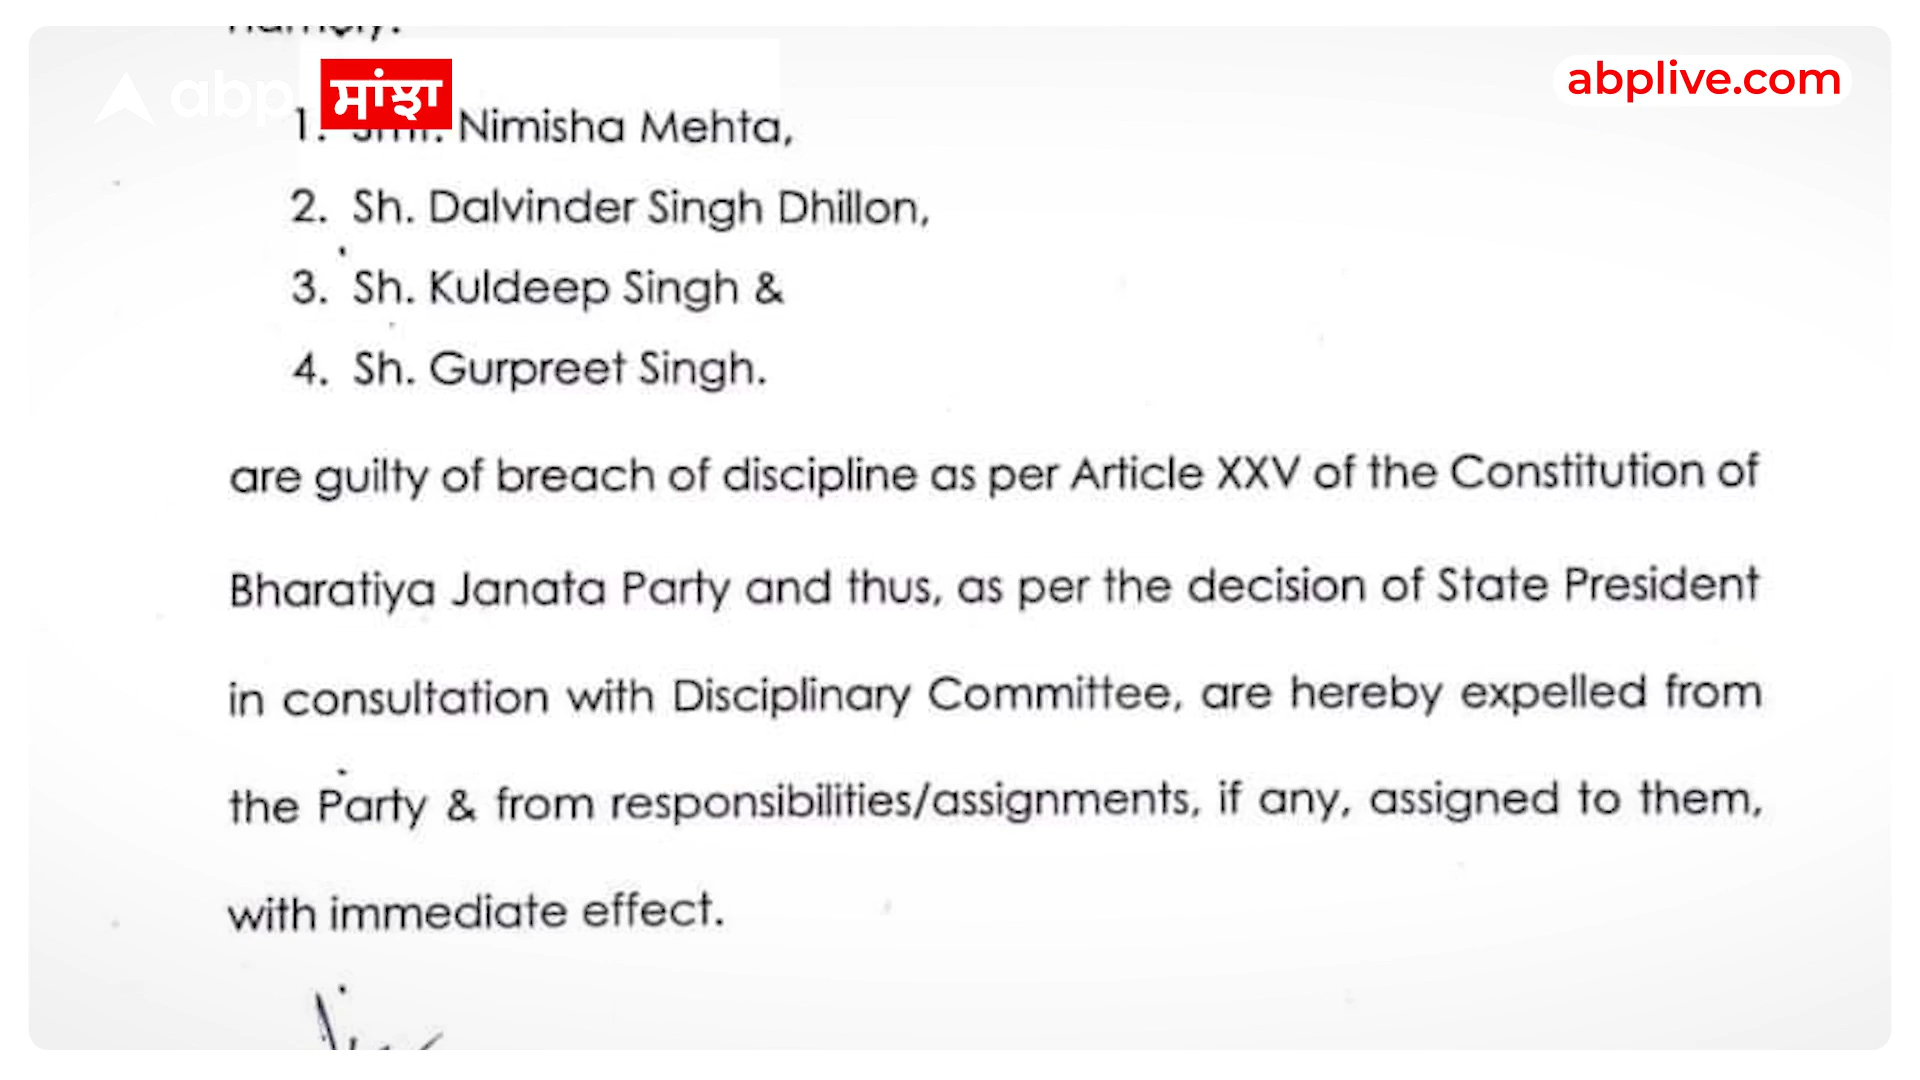 namely:
abp ਸਾਂਝਾ
abplive.com
1. Smt. Nimisha Mehta,
2. Sh. Dalvinder Singh Dhillon,
3. Sh. Kuldeep Singh &
4. Sh. Gurpreet Singh.
are guilty of breach of discipline as per Article XXV of the Constitution of
Bharatiya Janata Party and thus, as per the decision of State President
in consultation with Disciplinary Committee, are hereby expelled from
the Party & from responsibilities/assignments, if any, assigned to them,
with immediate effect.